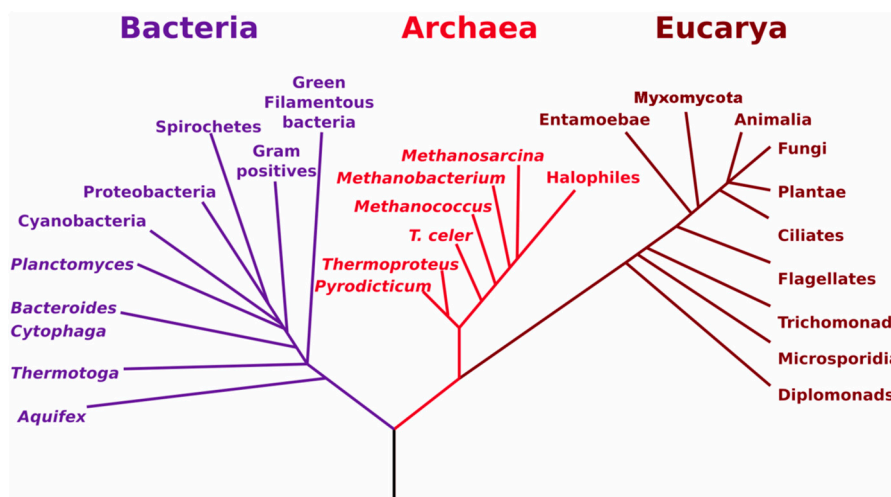 Bacteria
Archaea
Eucarya
Green
Filamentous
bacteria
Spirochetes
Gram
positives
Proteobacteria
Cyanobacteria
Planctomyces
Bacteroides
Cytophaga
Thermotoga
Aquifex
Methanosarcina
Methanobacterium
Halophiles
Methanococcus
T. celer
Thermoproteus
Pyrodicticum
Myxomycota
Entamoebae
Animalia
Fungi
Plantae
Ciliates
Flagellates
Trichomonad
Microsporidia
Diplomonads